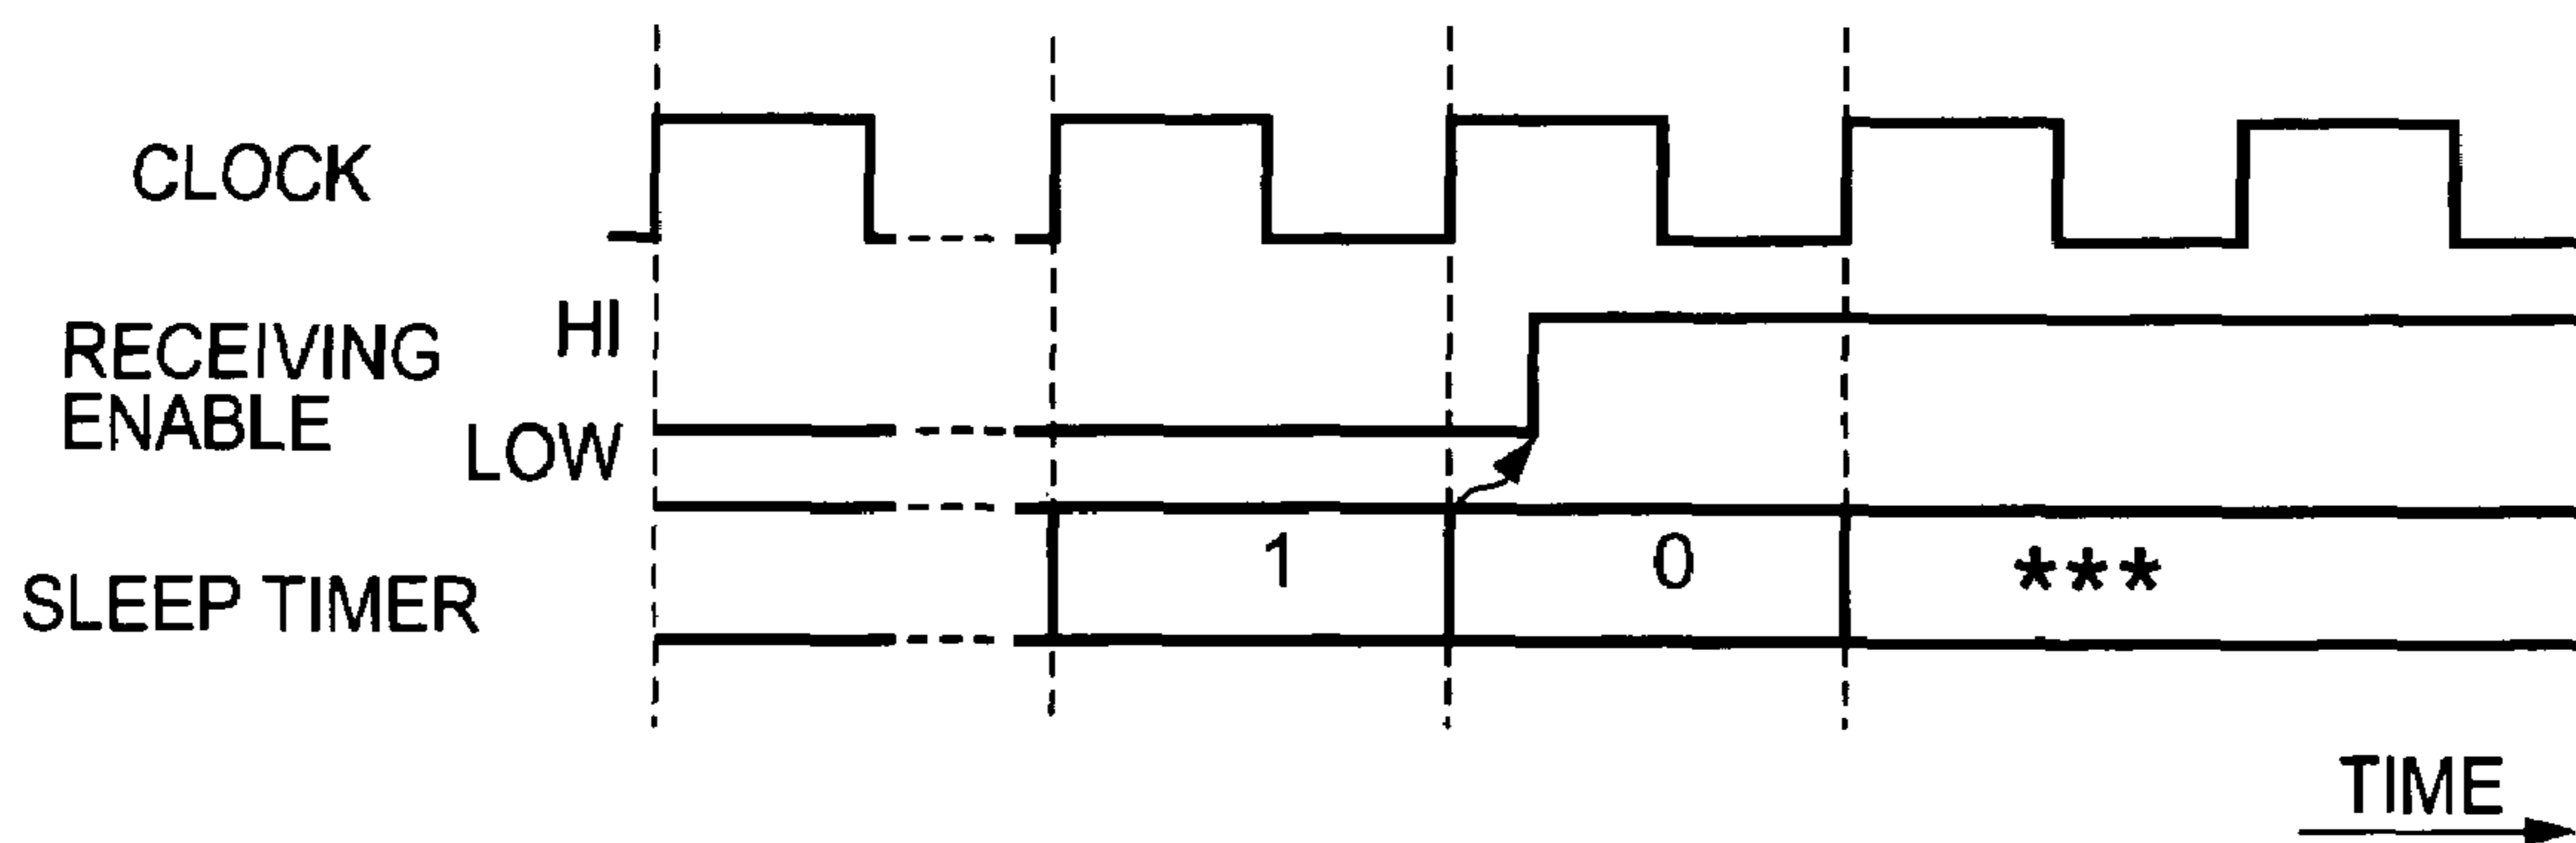 CLOCK
HI
RECEIVING
ENABLE
LOW
SLEEP TIMER
1
0
***
TIME